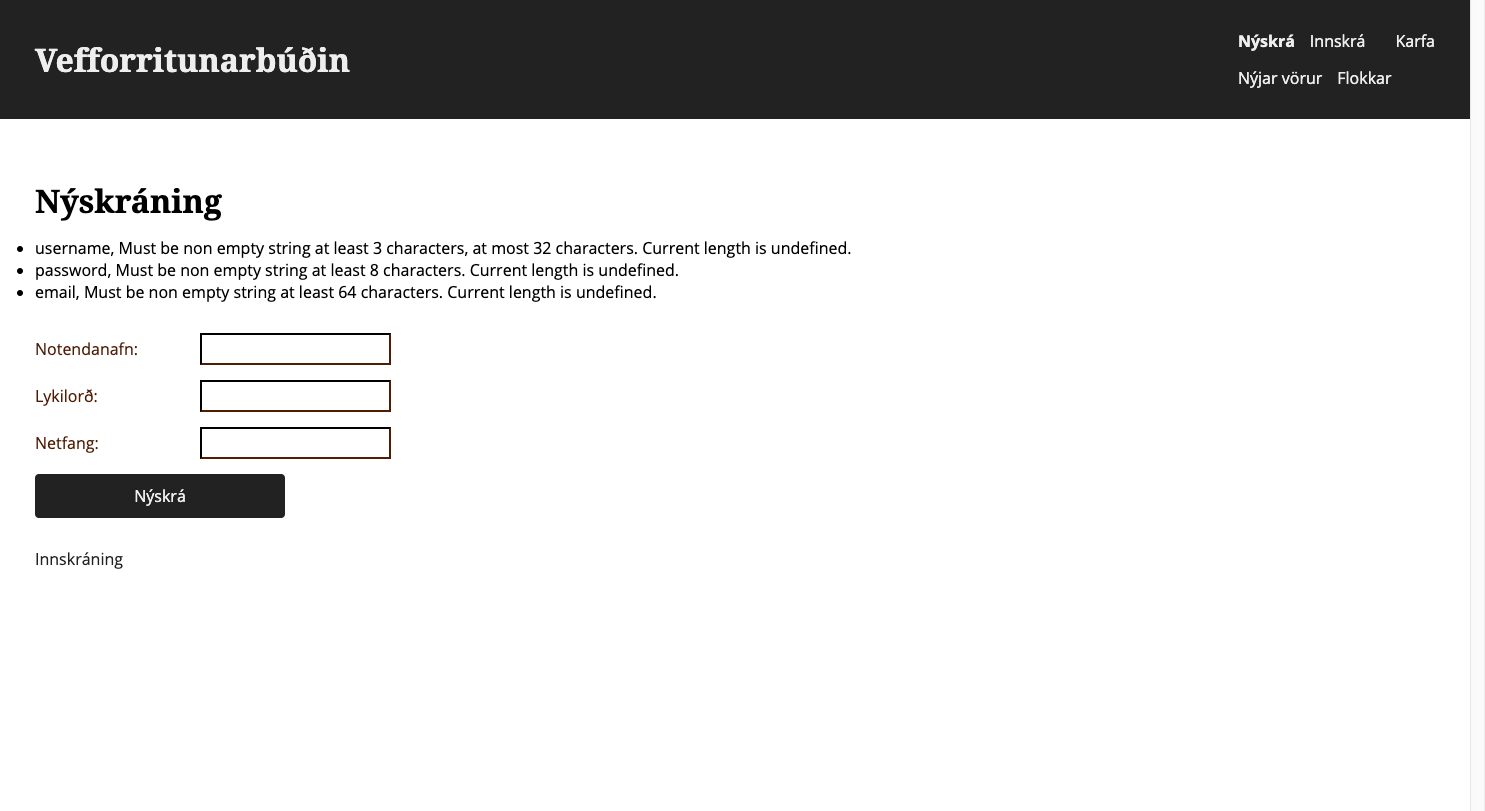 Vefforritunarbúðin
Nýskrá Innskrá Karfa
Nýjar vörur Flokkar
Nýskráning
username, Must be non empty string at least 3 characters, at most 32 characters. Current length is undefined.
password, Must be non empty string at least 8 characters. Current length is undefined.
email, Must be non empty string at least 64 characters. Current length is undefined.
Notendanafn:
Lykilorð:
Netfang:
Nýskrá
Innskráning